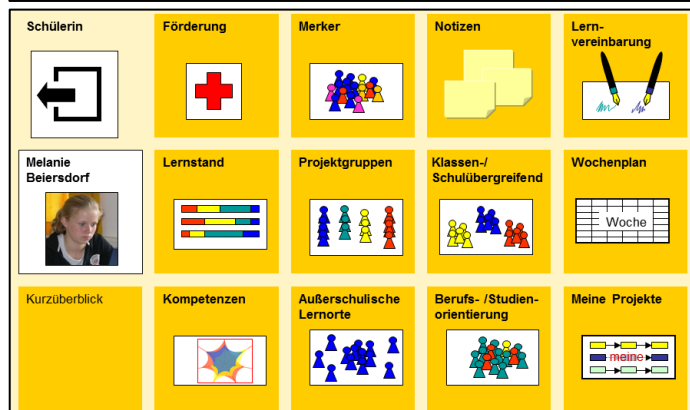 Schülerin
Förderung
Merker
Notizen
Lern-
vereinbarung
Melanie
Beiersdorf
Lernstand
Projektgruppen
Klassen-/
Schulübergreifend
Wochenplan
Woche
Kurzüberblick
Kompetenzen
Außerschulische
Lernorte
Berufs- /Studien-
orientierung
Meine Projekte
meine